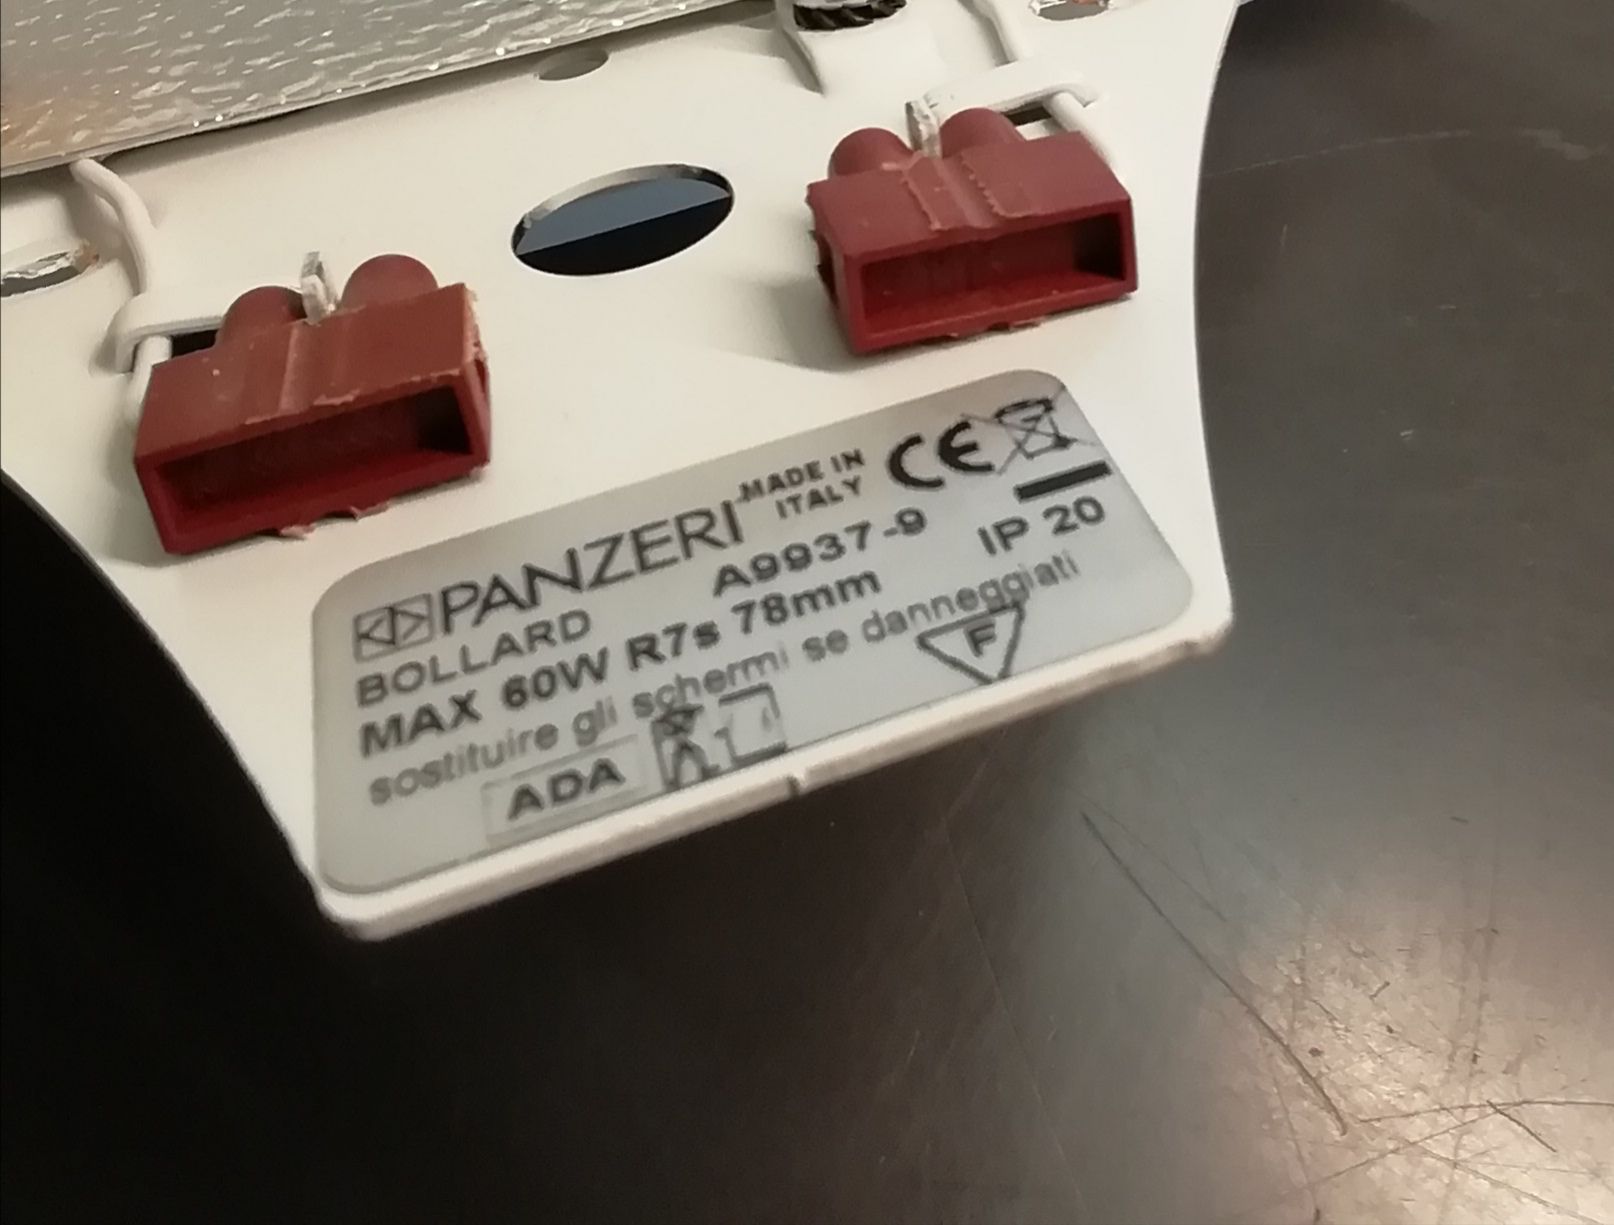 PANZERI MADE IN ITALY CE
BOLLARD A9937-9 IP 20
MAX 60W R7s 78mm
sostituire gli schermi se danneggiati
F
ADA